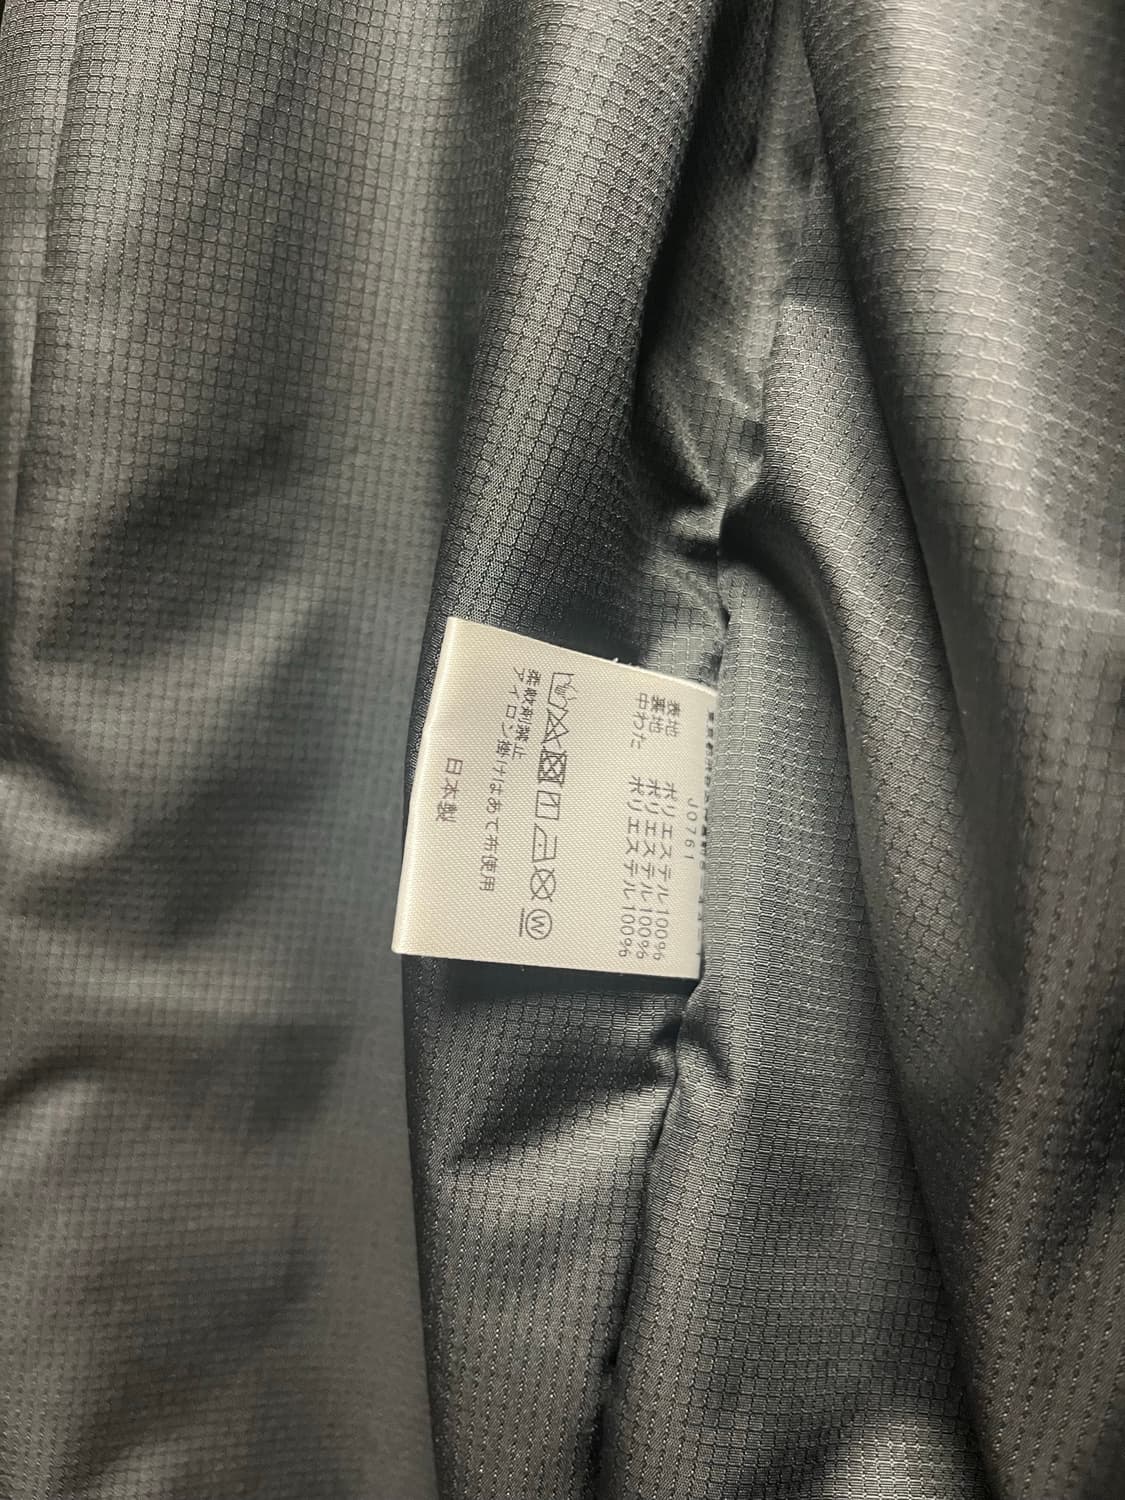 J0761
表地 ポリエステル100%
裏地 ポリエステル100%
中わた ポリエステル100%
W
柔軟剤禁止
アイロン掛けはあて布使用
日本製